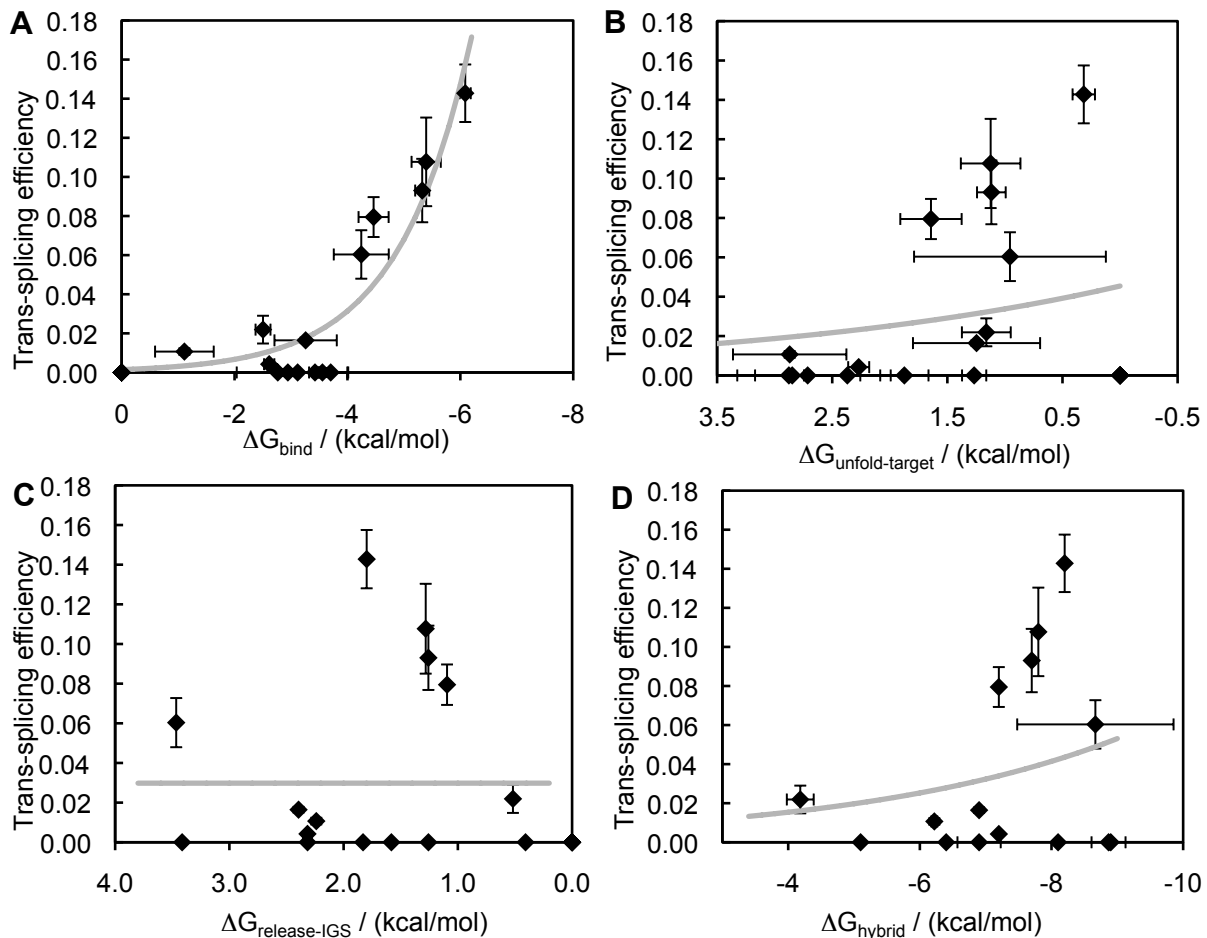 A
Trans-splicing efficiency
0.18
0.16
0.14
0.12
0.10
0.08
0.06
0.04
0.02
0.00
0 -2 -4 -6 -8
ΔGbind / (kcal/mol)
B
Trans-splicing efficiency
0.18
0.16
0.14
0.12
0.10
0.08
0.06
0.04
0.02
0.00
3.5 2.5 1.5 0.5 -0.5
ΔGunfold-target / (kcal/mol)
C
Trans-splicing efficiency
0.18
0.16
0.14
0.12
0.10
0.08
0.06
0.04
0.02
0.00
4.0 3.0 2.0 1.0 0.0
ΔGrelease-IGS / (kcal/mol)
D
Trans-splicing efficiency
0.18
0.16
0.14
0.12
0.10
0.08
0.06
0.04
0.02
0.00
-4 -6 -8 -10
ΔGhybrid / (kcal/mol)